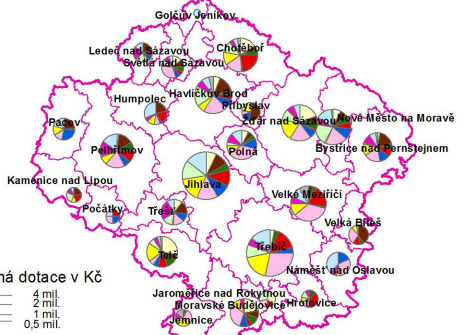 Golčův Jeníkov
Ledeč nad Sázavou
Chotěboř
Světlá nad Sázavou
Humpolec
Havlíčkův Brod
Přibyslav
Žďár nad Sázavou
Nové Město na Moravě
Pacov
Pelhřimov
Polná
Bystřice nad Pernštejnem
Kamenice nad Lipou
Jihlava
Počátky
Třešť
Velké Meziříčí
Velká Bíteš
Telč
Třebíč
Náměšť nad Oslavou
ná dotace v Kč
4 mil.
2 mil.
1 mil.
0,5 mil.
Jaroměřice nad Rokytnou
Moravské Budějovice
Hrotovice
Jemnice